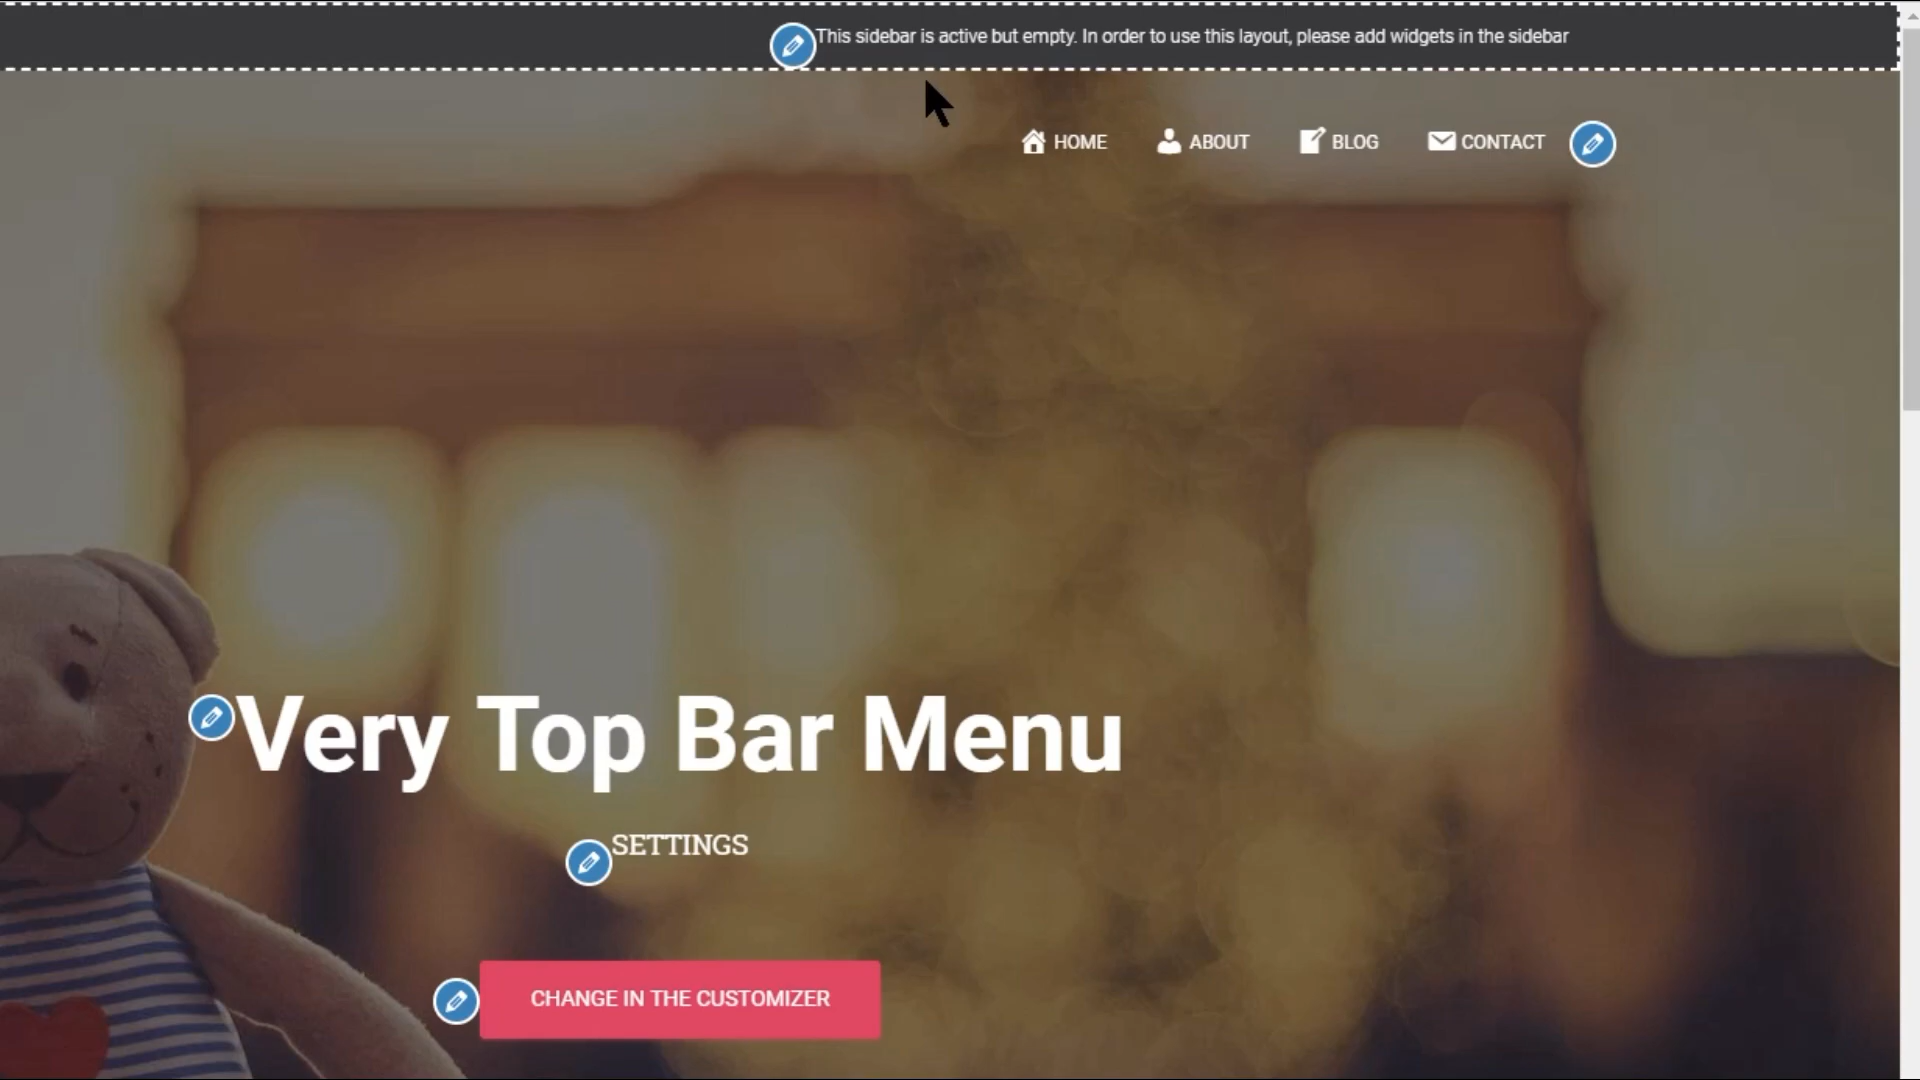 This sidebar is active but empty. In order to use this layout, please add widgets in the sidebar
HOME ABOUT BLOG CONTACT
Very Top Bar Menu
SETTINGS
CHANGE IN THE CUSTOMIZER